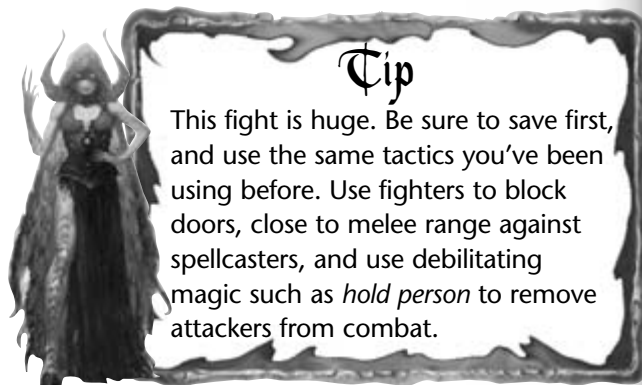 Tip
This fight is huge. Be sure to save first,
and use the same tactics you've been
using before. Use fighters to block
doors, close to melee range against
spellcasters, and use debilitating
magic such as hold person to remove
attackers from combat.